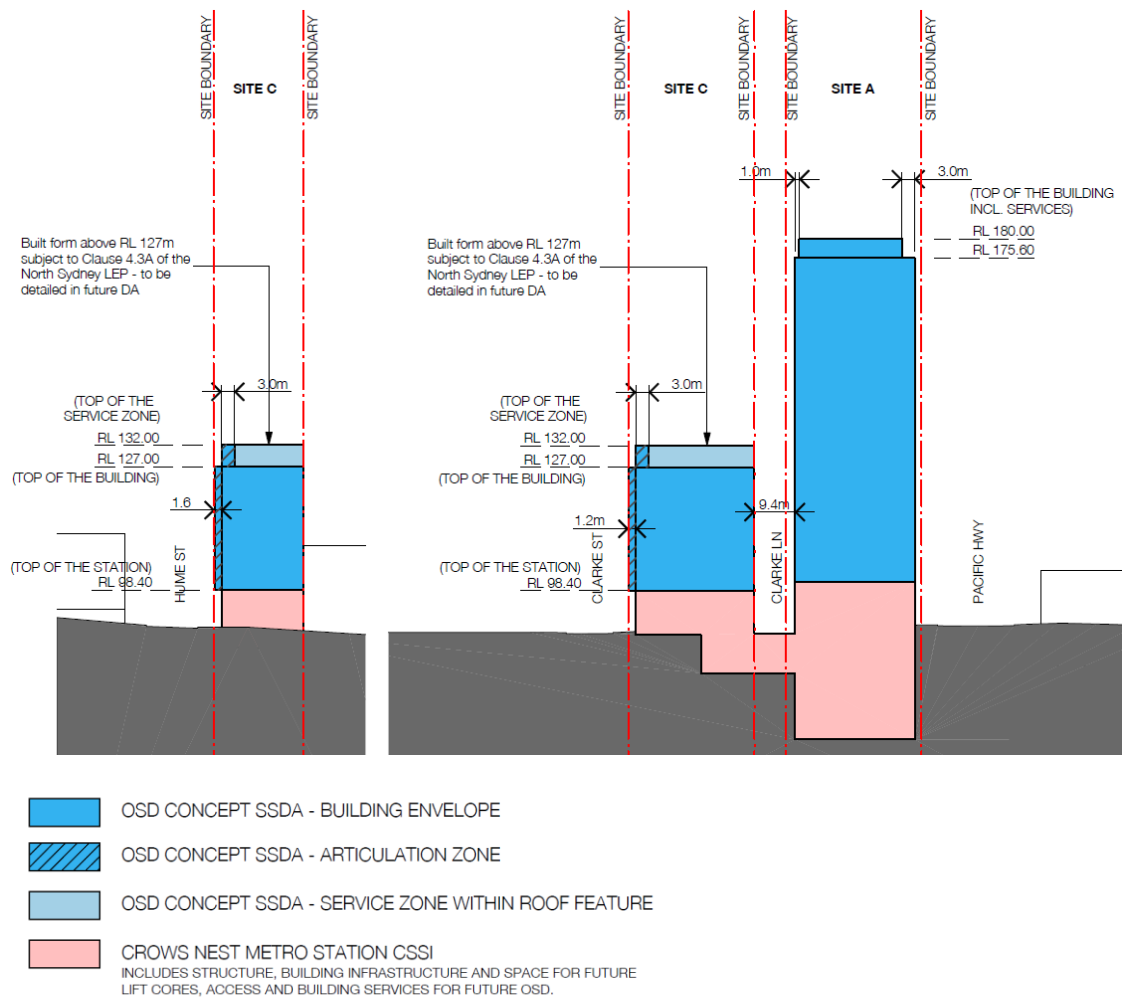 SITE BOUNDARY
SITE C
SITE BOUNDARY
Built form above RL 127m
subject to Clause 4.3A of the
North Sydney LEP - to be
detailed in future DA
3.0m
(TOP OF THE
SERVICE ZONE)
RL 132.00
RL 127.00
(TOP OF THE BUILDING)
1.6
(TOP OF THE STATION)
RL 98.40
HUME ST
SITE BOUNDARY
SITE C
SITE BOUNDARY
SITE BOUNDARY
SITE A
SITE BOUNDARY
1.0m
3.0m
(TOP OF THE BUILDING
INCL. SERVICES)
RL 180.00
RL 175.60
Built form above RL 127m
subject to Clause 4.3A of the
North Sydney LEP - to be
detailed in future DA
3.0m
(TOP OF THE
SERVICE ZONE)
RL 132.00
RL 127.00
(TOP OF THE BUILDING)
9.4m
1.2m
(TOP OF THE STATION)
RL 98.40
CLARKE ST
CLARKE LN
PACIFIC HWY
OSD CONCEPT SSDA - BUILDING ENVELOPE
OSD CONCEPT SSDA - ARTICULATION ZONE
OSD CONCEPT SSDA - SERVICE ZONE WITHIN ROOF FEATURE
CROWS NEST METRO STATION CSSI
INCLUDES STRUCTURE, BUILDING INFRASTRUCTURE AND SPACE FOR FUTURE
LIFT CORES, ACCESS AND BUILDING SERVICES FOR FUTURE OSD.